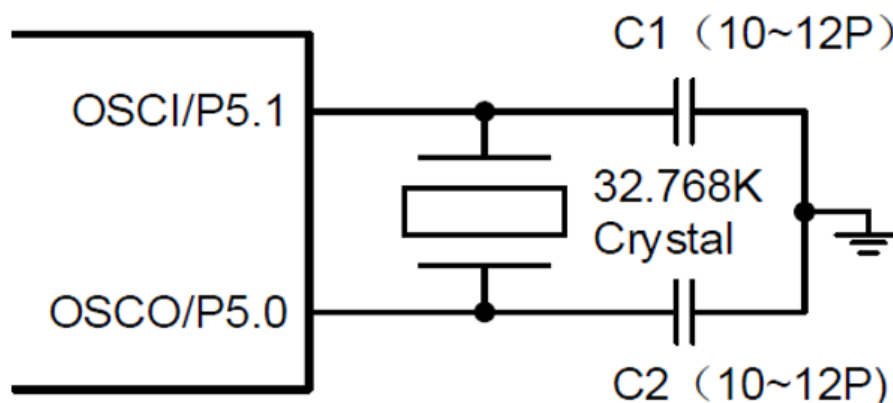 C1（10~12P）
OSCI/P5.1
32.768K
Crystal
OSCO/P5.0
C2（10~12P)